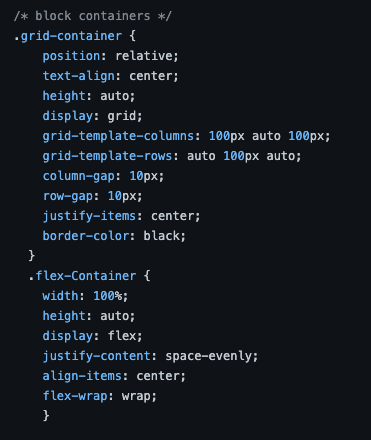 /* block containers */
.grid-container {
    position: relative;
    text-align: center;
    height: auto;
    display: grid;
    grid-template-columns: 100px auto 100px;
    grid-template-rows: auto 100px auto;
    column-gap: 10px;
    row-gap: 10px;
    justify-items: center;
    border-color: black;
  }
  .flex-Container {
    width: 100%;
    height: auto;
    display: flex;
    justify-content: space-evenly;
    align-items: center;
    flex-wrap: wrap;
    }